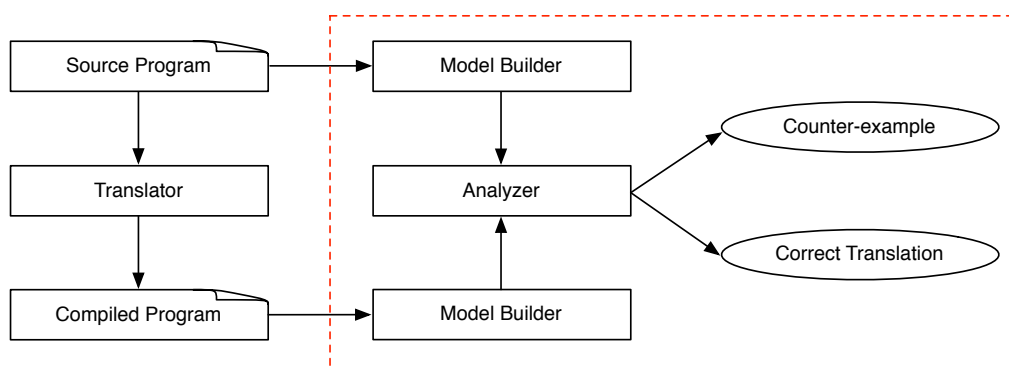 Source Program
Model Builder
Counter-example
Translator
Analyzer
Correct Translation
Compiled Program
Model Builder